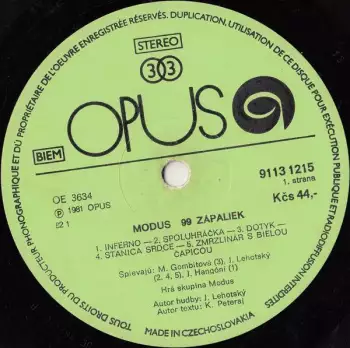 TOUS DROITS DU PRODUCTEUR PHONOGRAPHIQUE ET DU PROPRIÉTAIRE DE L'OEUVRE ENREGISTRÉE RÉSERVÉS. DUPLICATION, UTILISATION DE CE DISQUE POUR EXÉCUTION PUBLIQUE ET RADIODIFFUSION INTERDITES
STEREO
33
OPUS
BIEM
9113 1215
1. strana
OE 3634
Kčs 44,-
Ⓟ 1981 OPUS
82 1
MODUS 99 ZÁPALIEK
1. INFERNO — 2. SPOLUHRÁČKA — 3. DOTYK —
4. STANICA SRDCE — 5. ZMRZLINÁR S BIELOU
ČAPICOU
Spievajú: M. Gombitová (3), J. Lehotský
(2, 4, 5), J. Hangóni (1)
Hrá skupina Modus
Autor hudby: J. Lehotský
Autor textu: K. Peteraj
MADE IN CZECHOSLOVAKIA